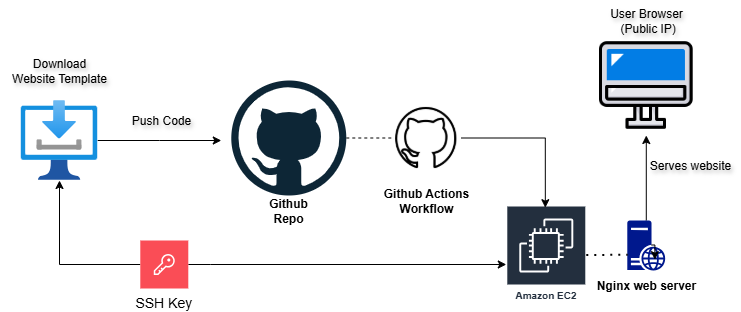 User Browser
(Public IP)
Download
Website Template
Push Code
Github
Repo
Github Actions
Workflow
Serves website
SSH Key
Amazon EC2
Nginx web server